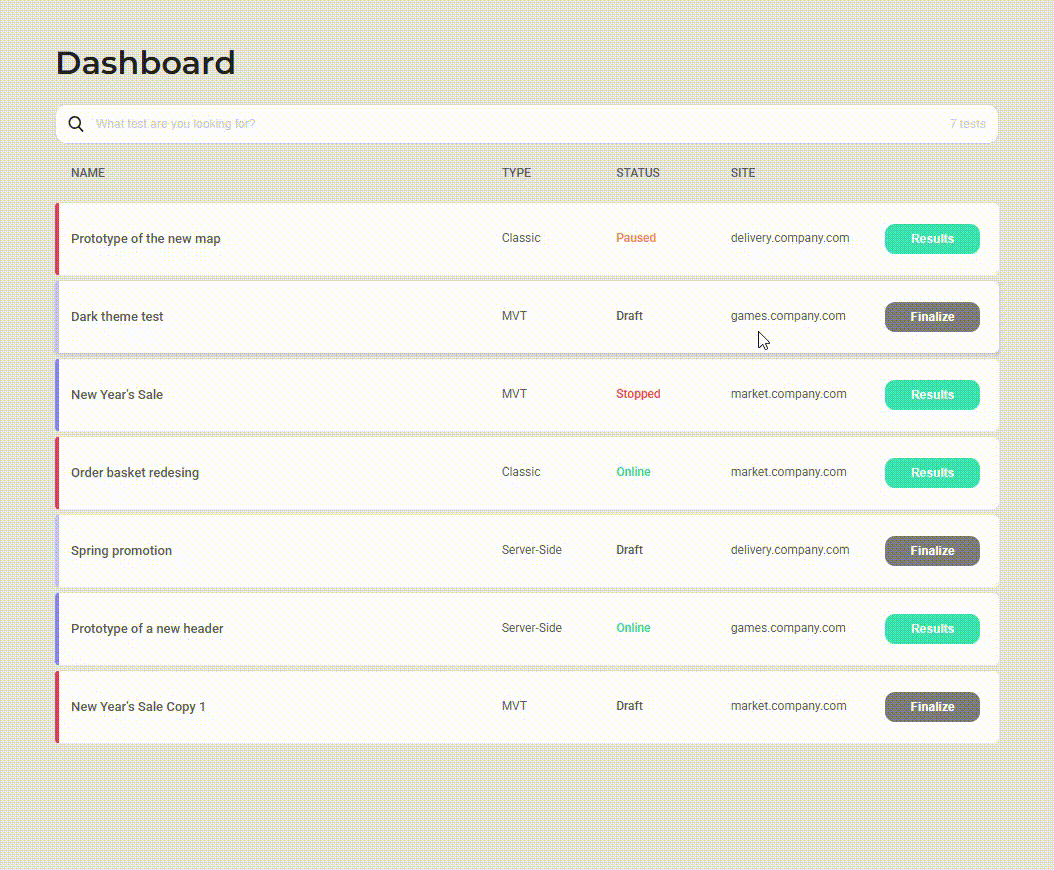 Dashboard
What test are you looking for? 7 tests
NAME TYPE STATUS SITE
Prototype of the new map Classic Paused delivery.company.com Results
Dark theme test MVT Draft games.company.com Finalize
New Year's Sale MVT Stopped market.company.com Results
Order basket redesing Classic Online market.company.com Results
Spring promotion Server-Side Draft delivery.company.com Finalize
Prototype of a new header Server-Side Online games.company.com Results
New Year's Sale Copy 1 MVT Draft market.company.com Finalize